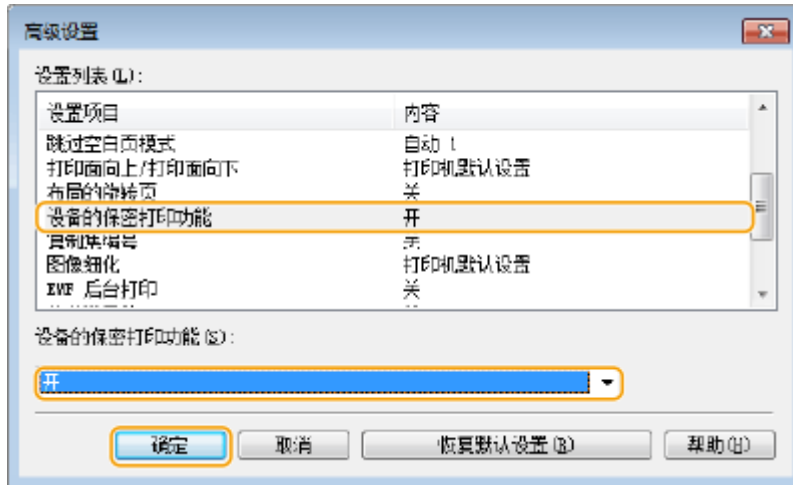 高级设置
设置列表(L):
设置项目 内容
跳过空白页模式 自动
打印面向上/打印面向下 打印机默认设置
布局的旋转页 关
设备的保密打印功能 开
复制集编号 关
图像细化 打印机默认设置
EMF 后台打印 关
设备的保密打印功能(S):
开
确定 取消 恢复默认设置(R) 帮助(H)